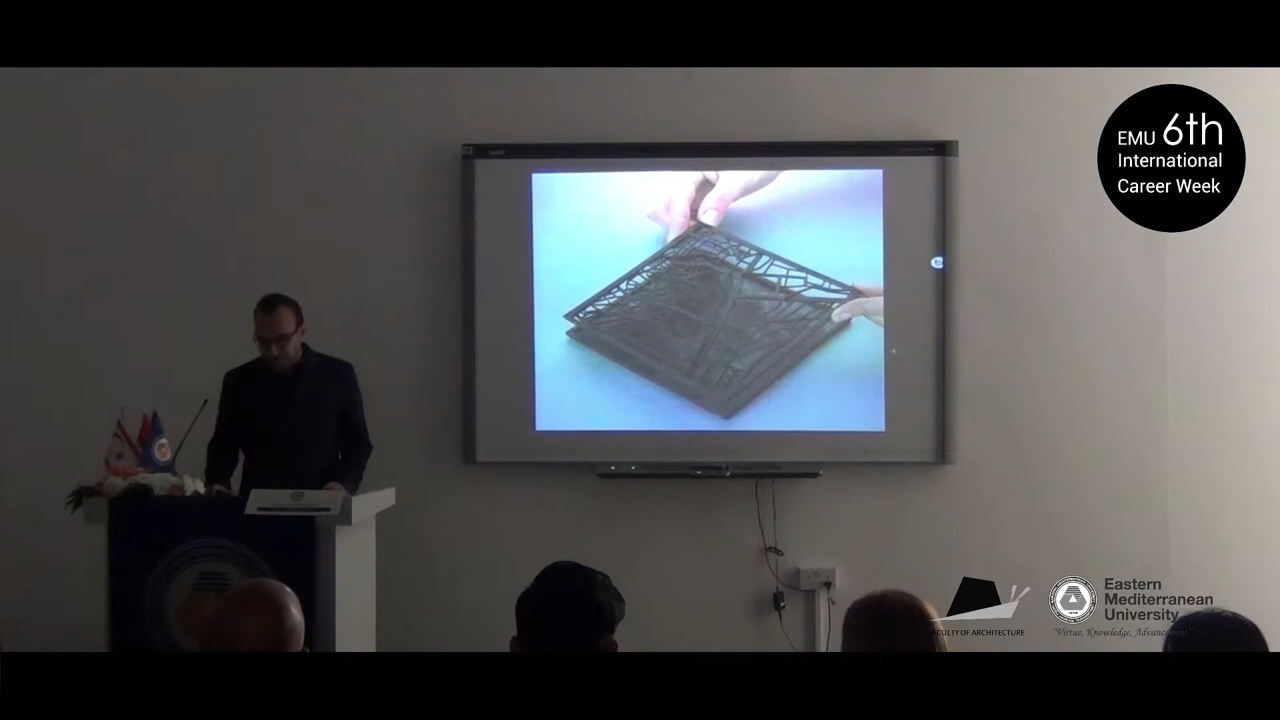 EMU 6th
International
Career Week
FACULTY OF ARCHITECTURE
Eastern
Mediterranean
University
"Virtue, Knowledge, Advancement"